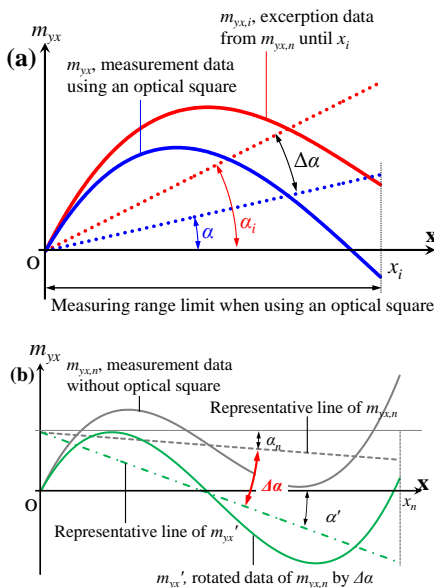 m_yx
m_yx,i, excerption data
from m_yx,n until x_i
(a)
m_yx, measurement data
using an optical square
Δα
α_i
α
x
O
x_i
Measuring range limit when using an optical square
m_yx
(b)
m_yx,n, measurement data
without optical square
α_n
Representative line of m_yx,n
Δα
x
O
x_n
α'
Representative line of m_yx'
m_yx', rotated data of m_yx,n by Δα